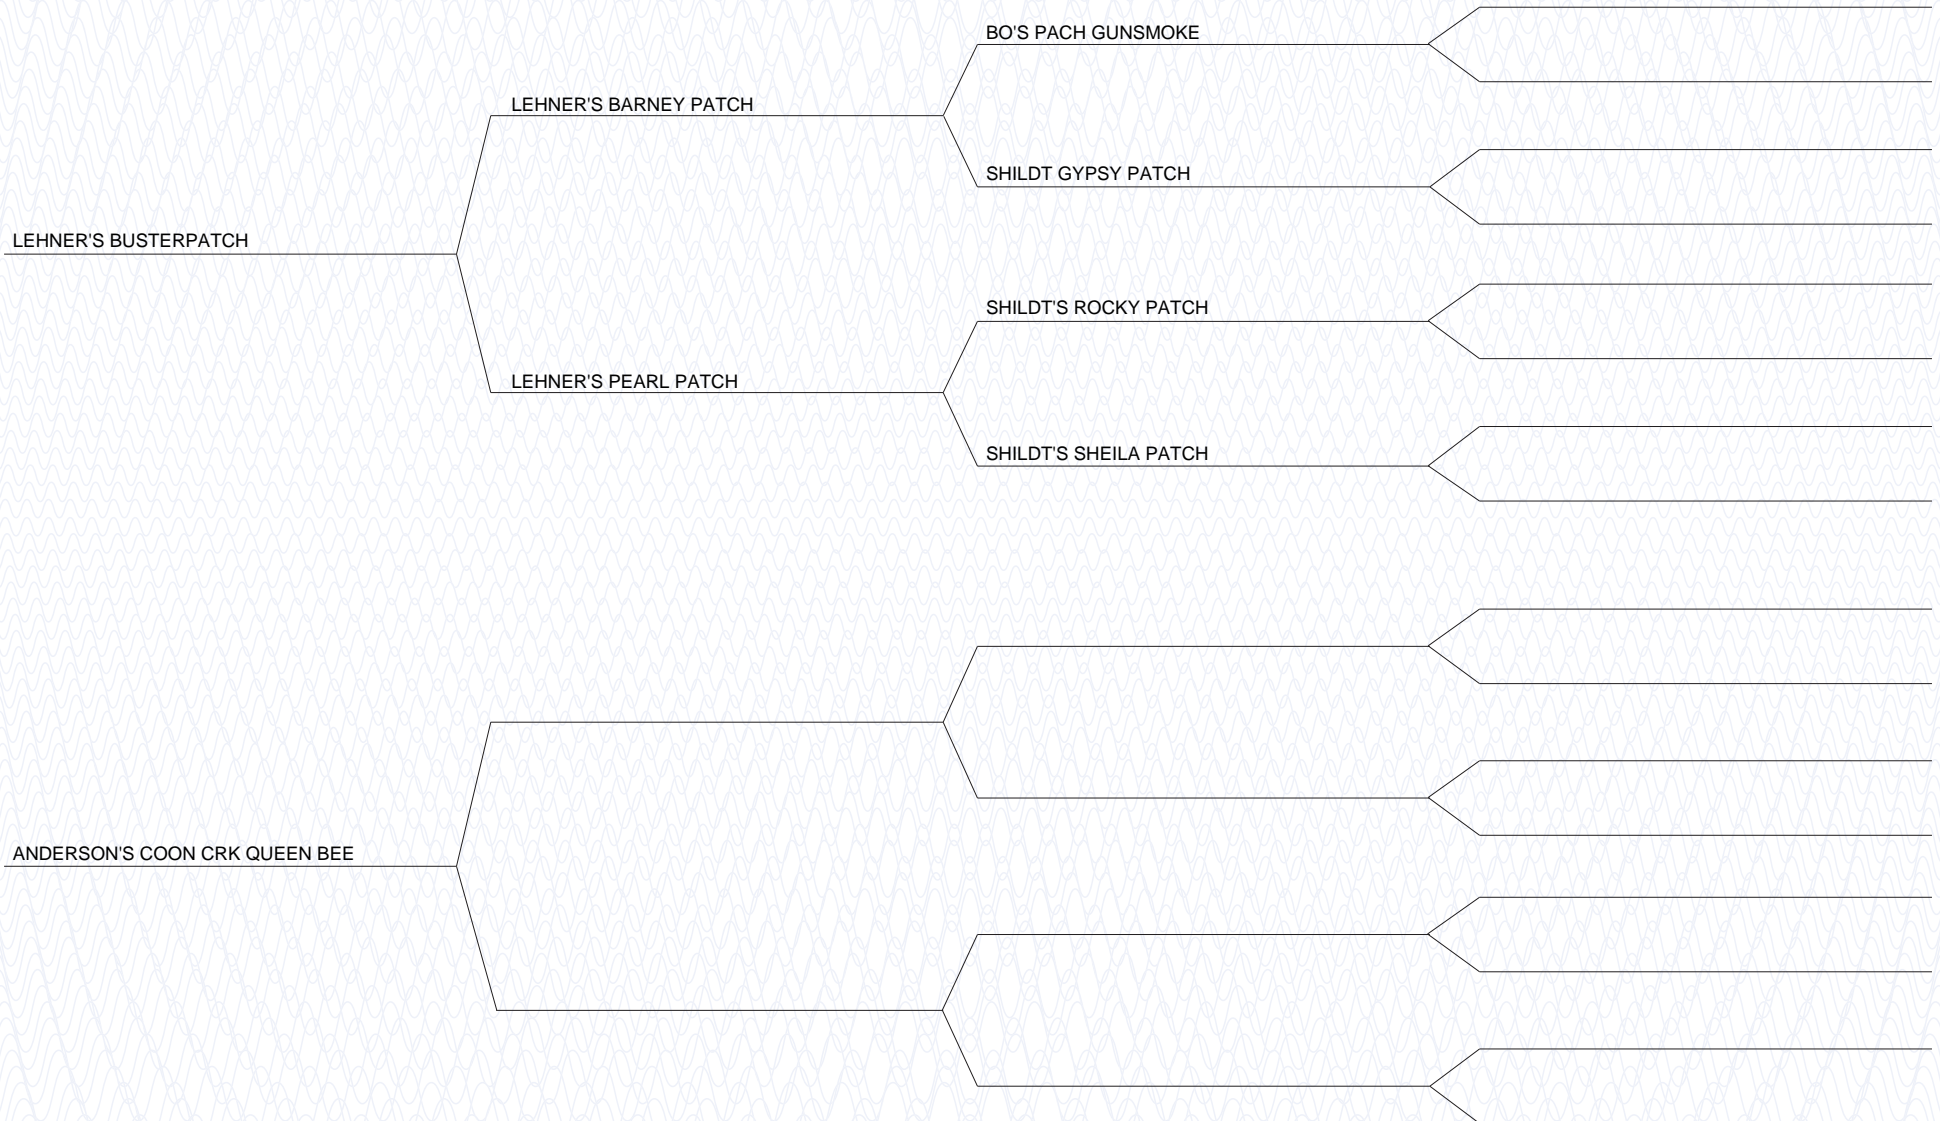 BO'S PACH GUNSMOKE
LEHNER'S BARNEY PATCH
SHILDT GYPSY PATCH
LEHNER'S BUSTERPATCH
SHILDT'S ROCKY PATCH
LEHNER'S PEARL PATCH
SHILDT'S SHEILA PATCH
ANDERSON'S COON CRK QUEEN BEE